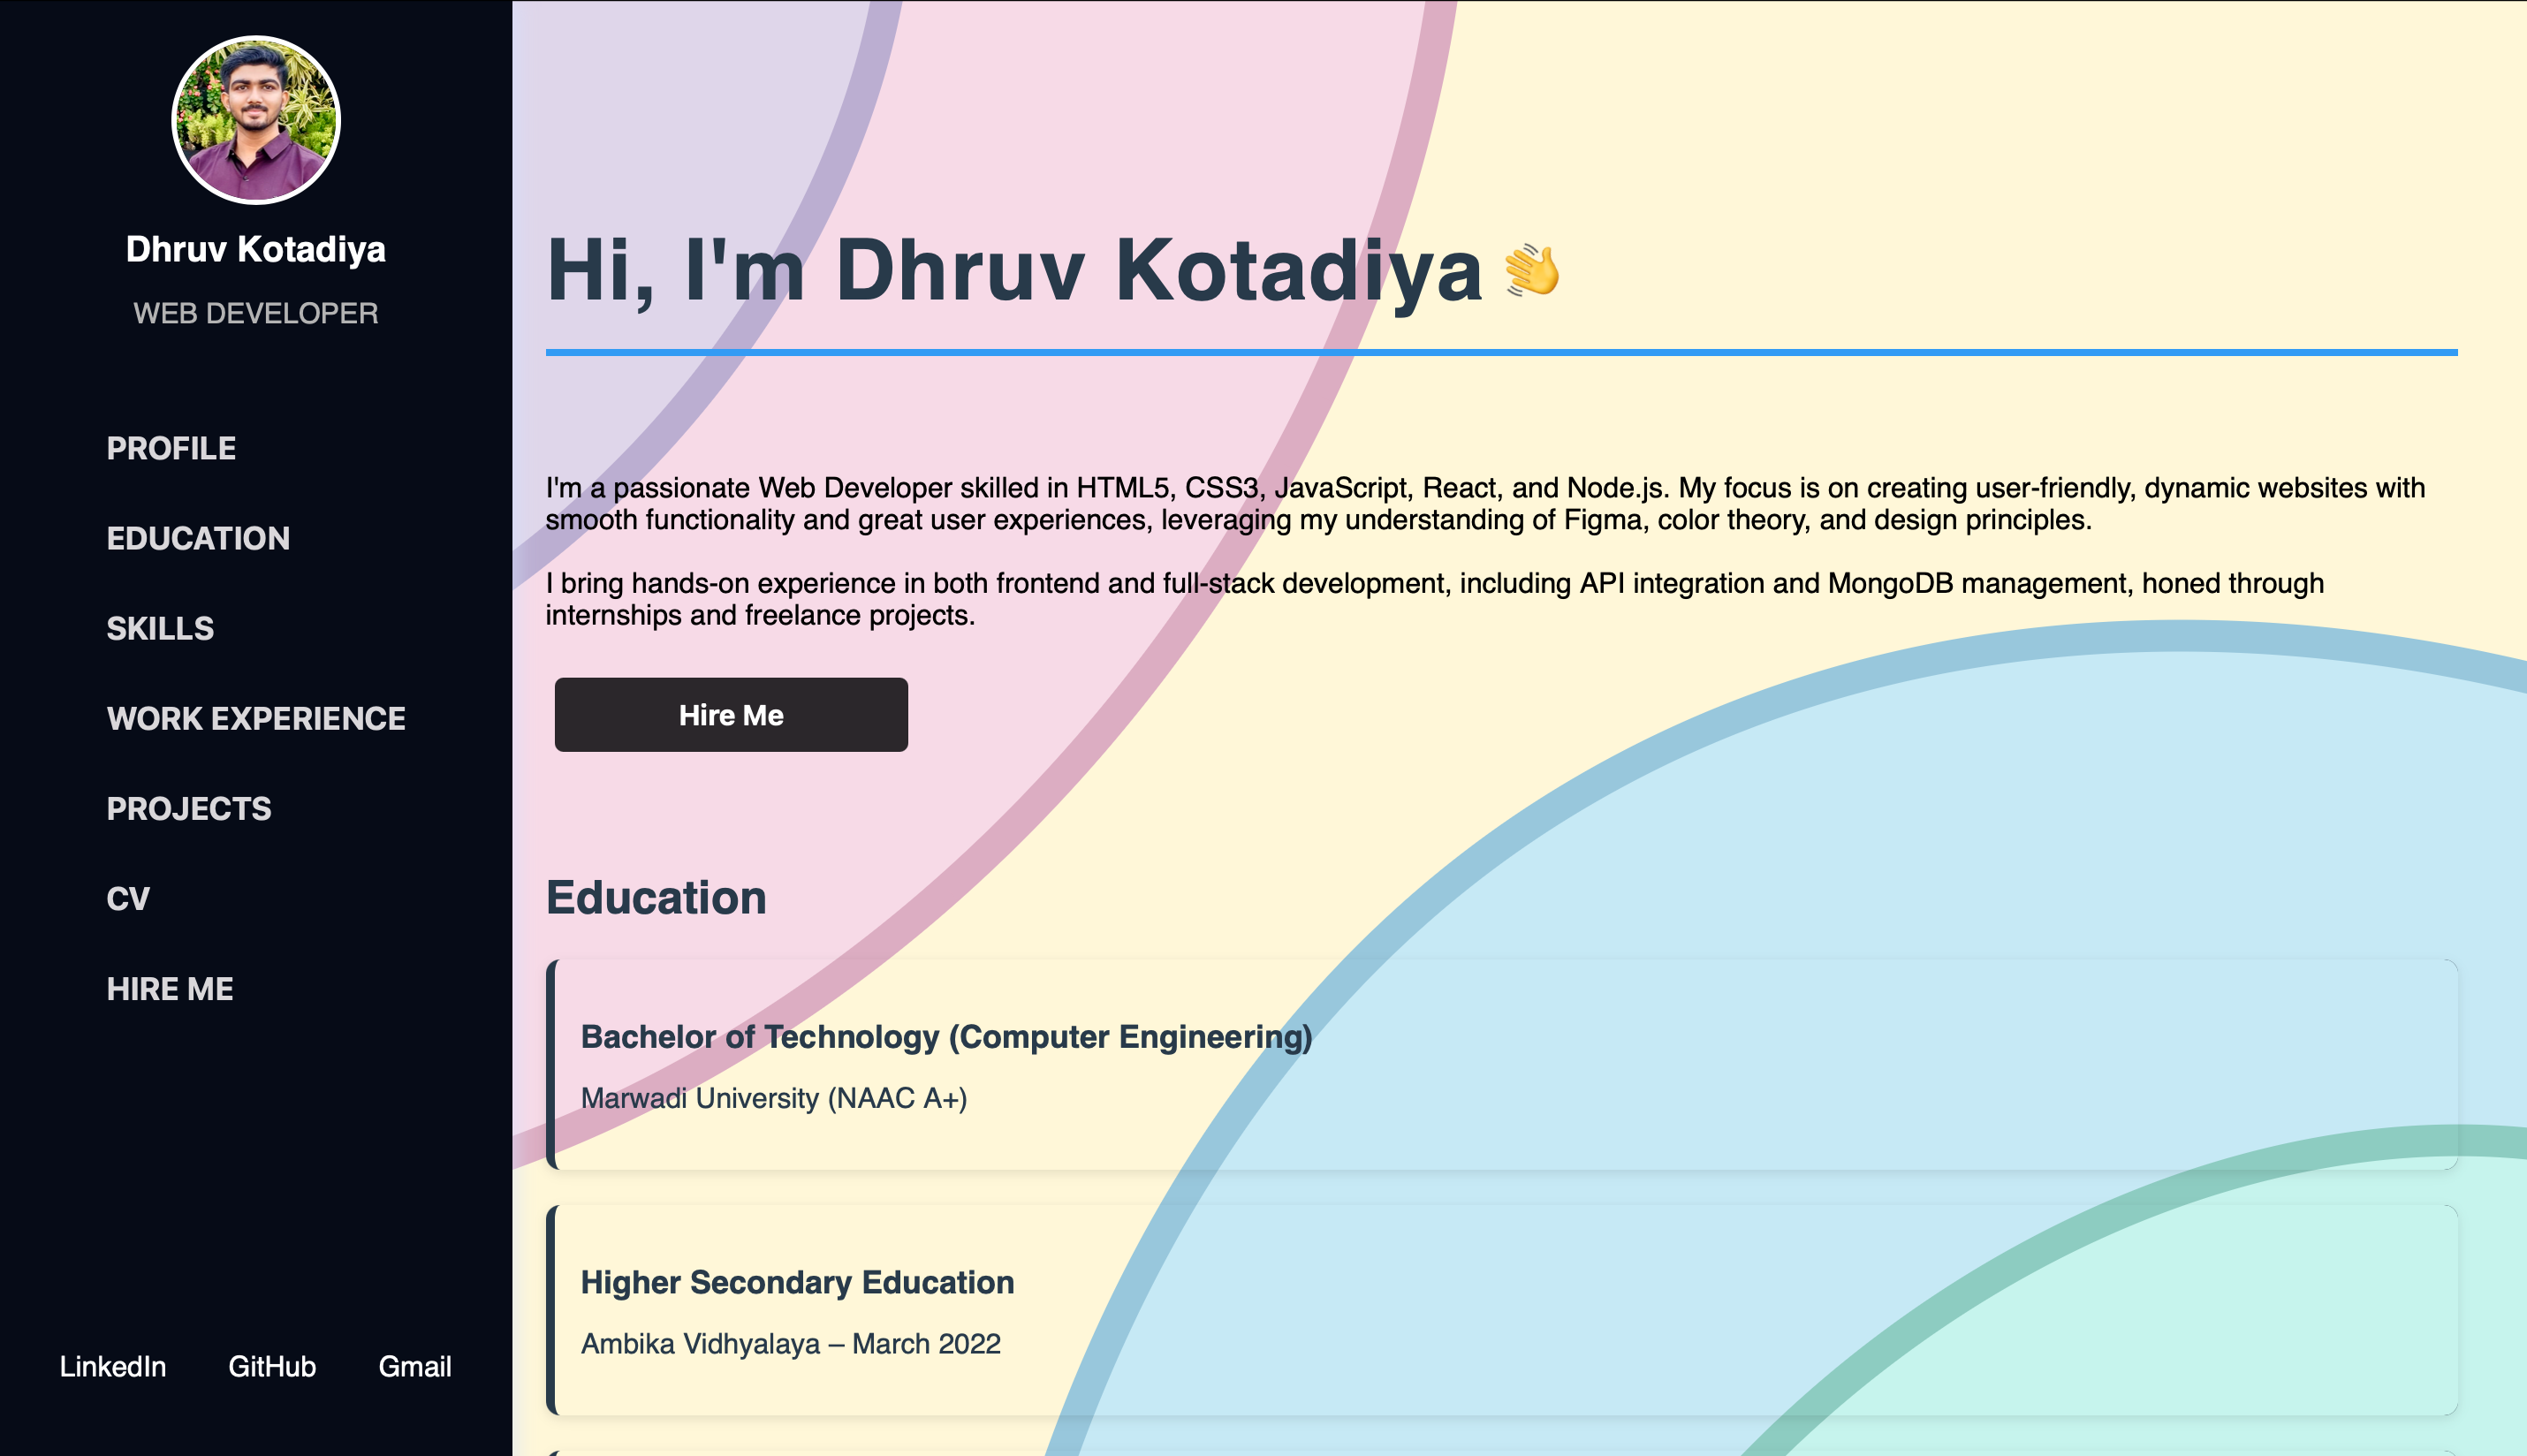 Dhruv Kotadiya
WEB DEVELOPER
PROFILE
EDUCATION
SKILLS
WORK EXPERIENCE
PROJECTS
CV
HIRE ME
LinkedIn GitHub Gmail
Hi, I'm Dhruv Kotadiya 👋
I'm a passionate Web Developer skilled in HTML5, CSS3, JavaScript, React, and Node.js. My focus is on creating user-friendly, dynamic websites with
smooth functionality and great user experiences, leveraging my understanding of Figma, color theory, and design principles.
I bring hands-on experience in both frontend and full-stack development, including API integration and MongoDB management, honed through
internships and freelance projects.
Hire Me
Education
Bachelor of Technology (Computer Engineering)
Marwadi University (NAAC A+)
Higher Secondary Education
Ambika Vidhyalaya – March 2022